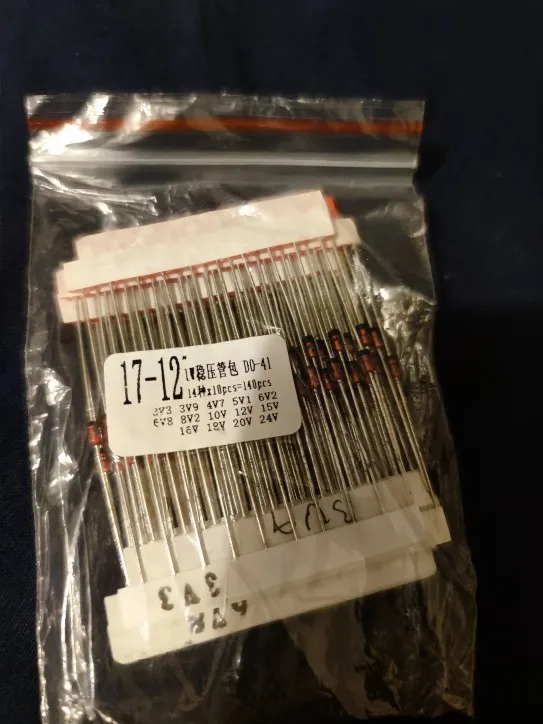 17-12
1W稳压管包 DO-41
14种x10pcs=140pcs
3V3 3V9 4V7 5V1 6V2
6V8 8V2 10V 12V 15V
16V 18V 20V 24V
3V3